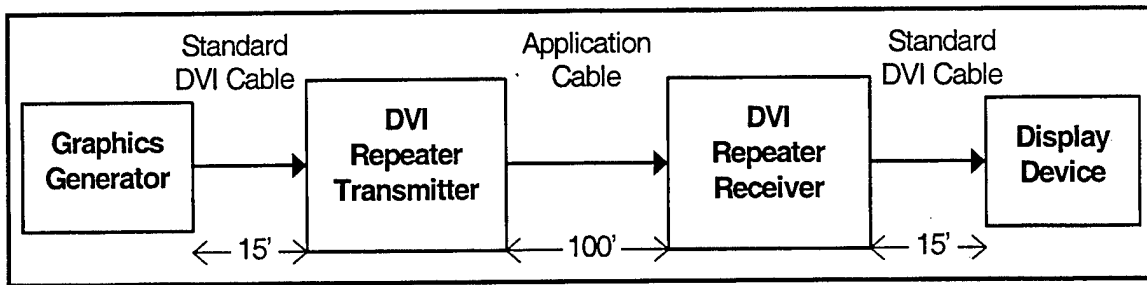 Standard
DVI Cable
Application
Cable
Standard
DVI Cable
Graphics
Generator
DVI
Repeater
Transmitter
DVI
Repeater
Receiver
Display
Device
15'
100'
15'